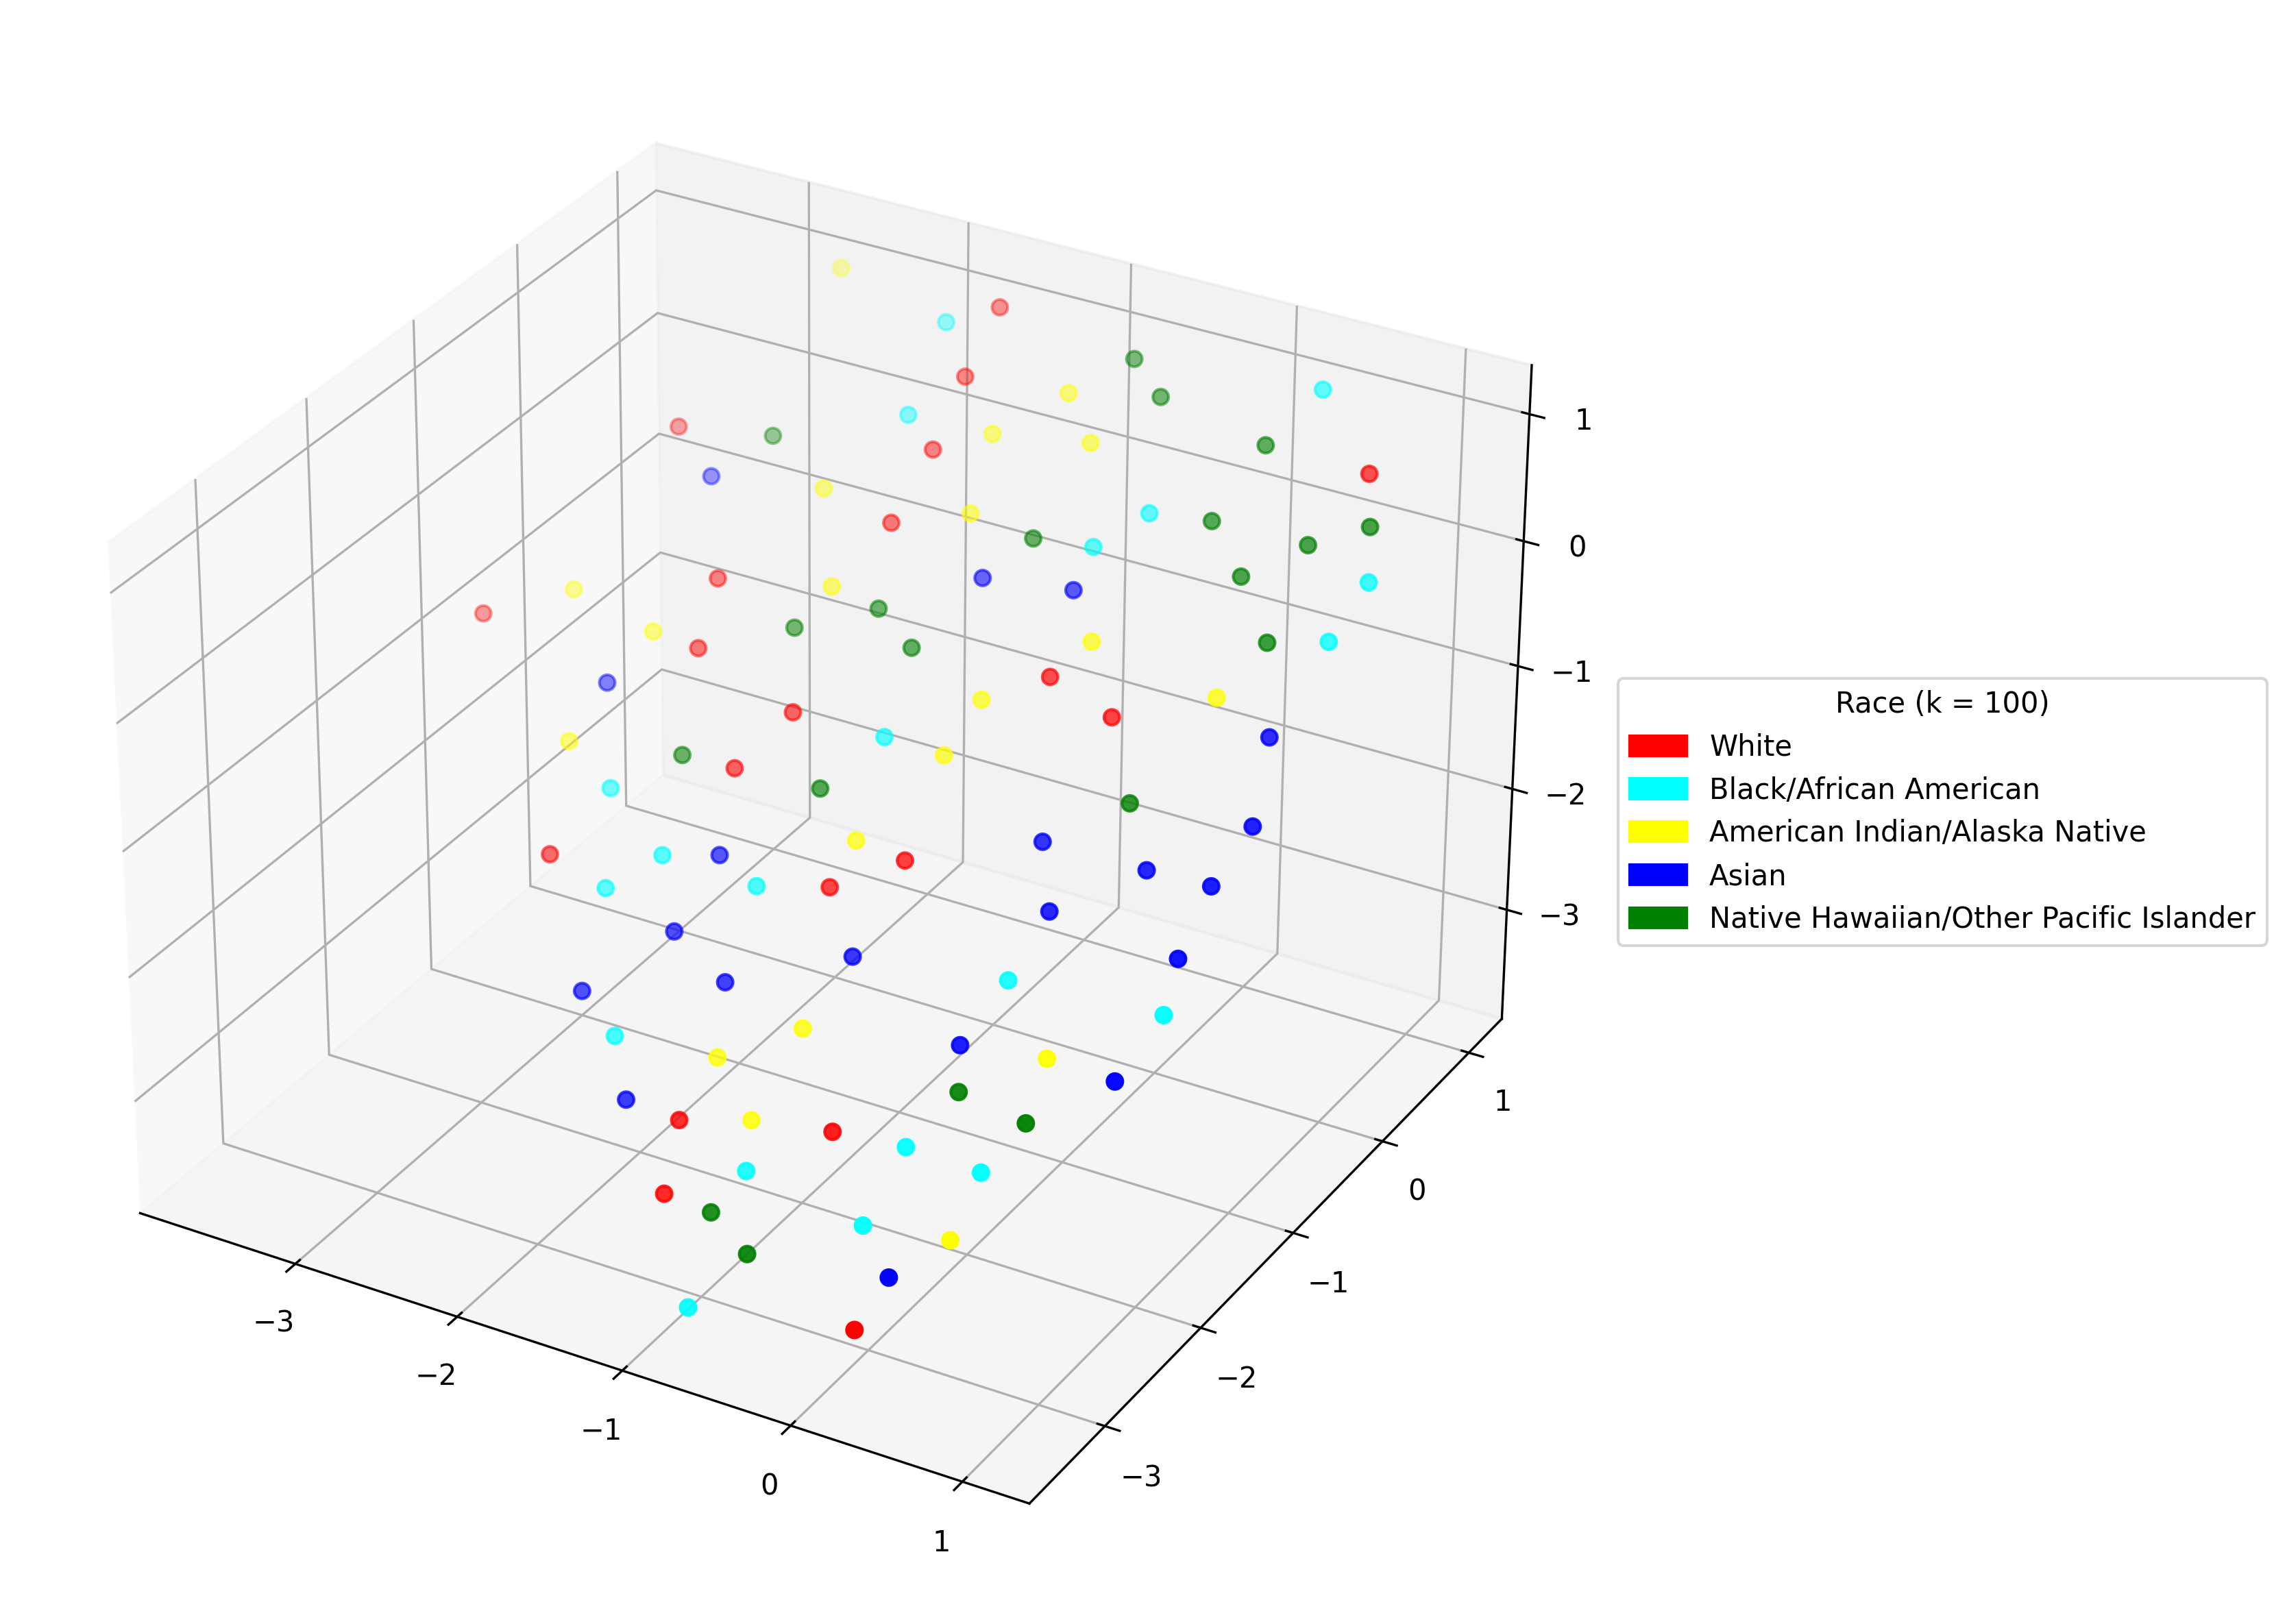 1
0
−1
−2
−3
Race (k = 100)
White
Black/African American
American Indian/Alaska Native
Asian
Native Hawaiian/Other Pacific Islander
1
0
−1
−2
−3
−3
−2
−1
0
1